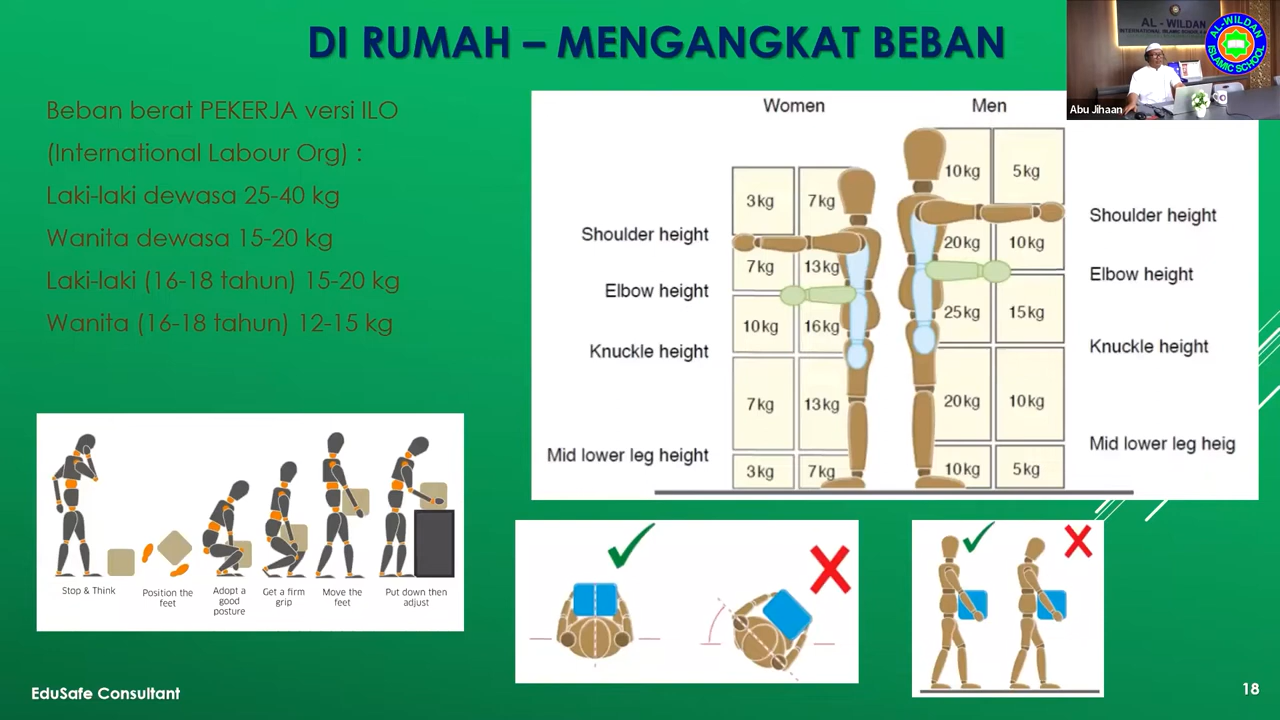 DI RUMAH – MENGANGKAT BEBAN
AL - WILDAN
INTERNATIONAL ISLAMIC SCHOOL
AL-WILDAN
ISLAMIC SCHOOL
Abu Jihaan
Beban berat PEKERJA versi ILO
(International Labour Org) :
Laki-laki dewasa 25-40 kg
Wanita dewasa 15-20 kg
Laki-laki (16-18 tahun) 15-20 kg
Wanita (16-18 tahun) 12-15 kg
Women
Men
3kg
7kg
10kg
5kg
Shoulder height
Shoulder height
7kg
13kg
20kg
10kg
Elbow height
Elbow height
10kg
16kg
25kg
15kg
Knuckle height
Knuckle height
7kg
13kg
20kg
10kg
Mid lower leg height
Mid lower leg heig
3kg
7kg
10kg
5kg
Stop & Think
Position the
feet
Adopt a
good
posture
Get a firm
grip
Move the
feet
Put down then
adjust
EduSafe Consultant
18